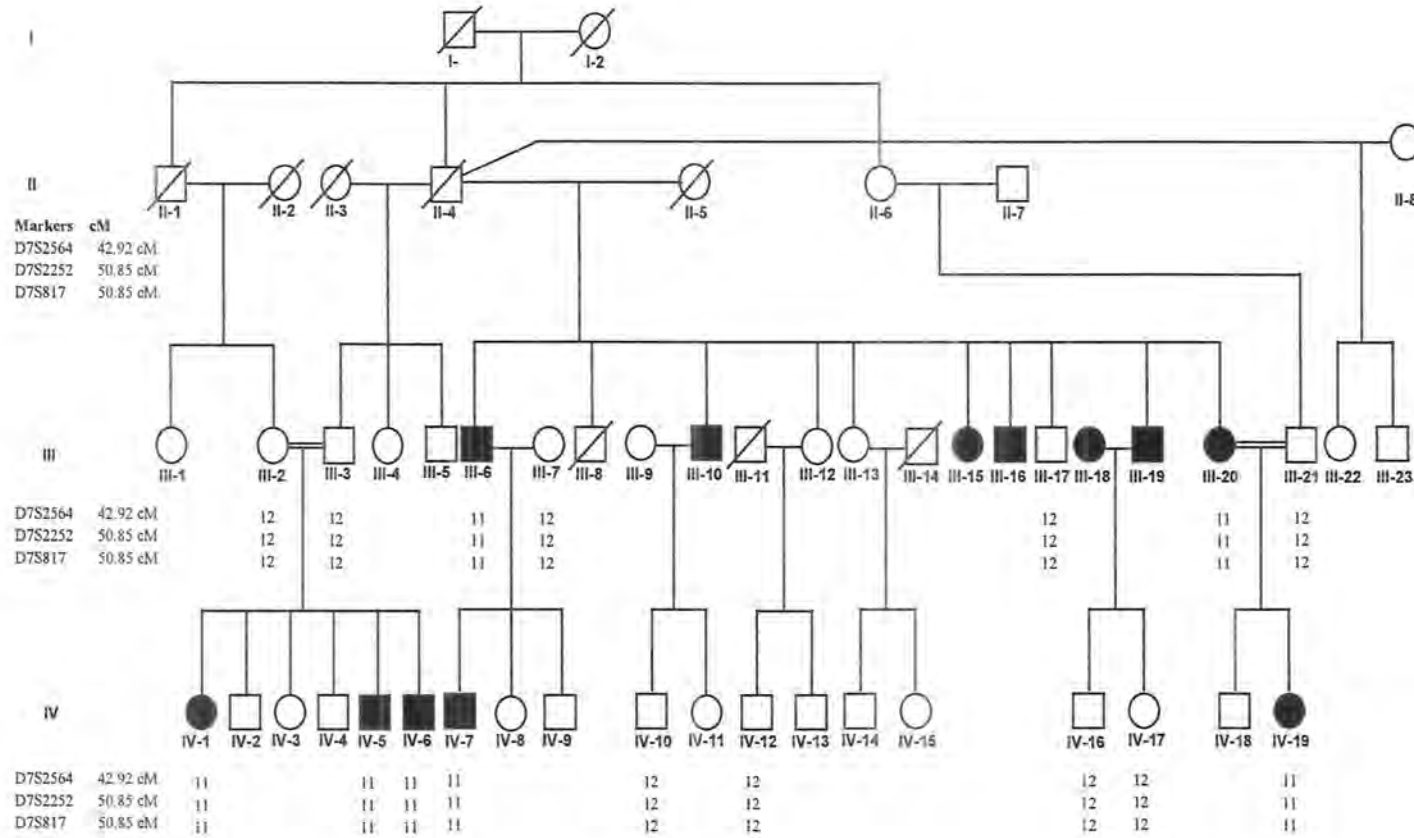 I
I- I-2
II
II-1 II-2 II-3 II-4 II-5 II-6 II-7 II-8
Markers cM
D7S2564 42.92 cM
D7S2252 50.85 cM
D7S817 50.85 cM
III
III-1 III-2 III-3 III-4 III-5 III-6 III-7 III-8 III-9 III-10 III-11 III-12 III-13 III-14 III-15 III-16 III-17 III-18 III-19 III-20 III-21 III-22 III-23
D7S2564 42.92 cM 12 12 11 12 12 11 12
D7S2252 50.85 cM 12 12 11 12 12 11 12
D7S817 50.85 cM 12 12 11 12 12 11 12
IV
IV-1 IV-2 IV-3 IV-4 IV-5 IV-6 IV-7 IV-8 IV-9 IV-10 IV-11 IV-12 IV-13 IV-14 IV-15 IV-16 IV-17 IV-18 IV-19
D7S2564 42.92 cM 11 11 11 11 12 12 12 12 11
D7S2252 50.85 cM 11 11 11 11 12 12 12 12 11
D7S817 50.85 cM 11 11 11 11 12 12 12 12 11